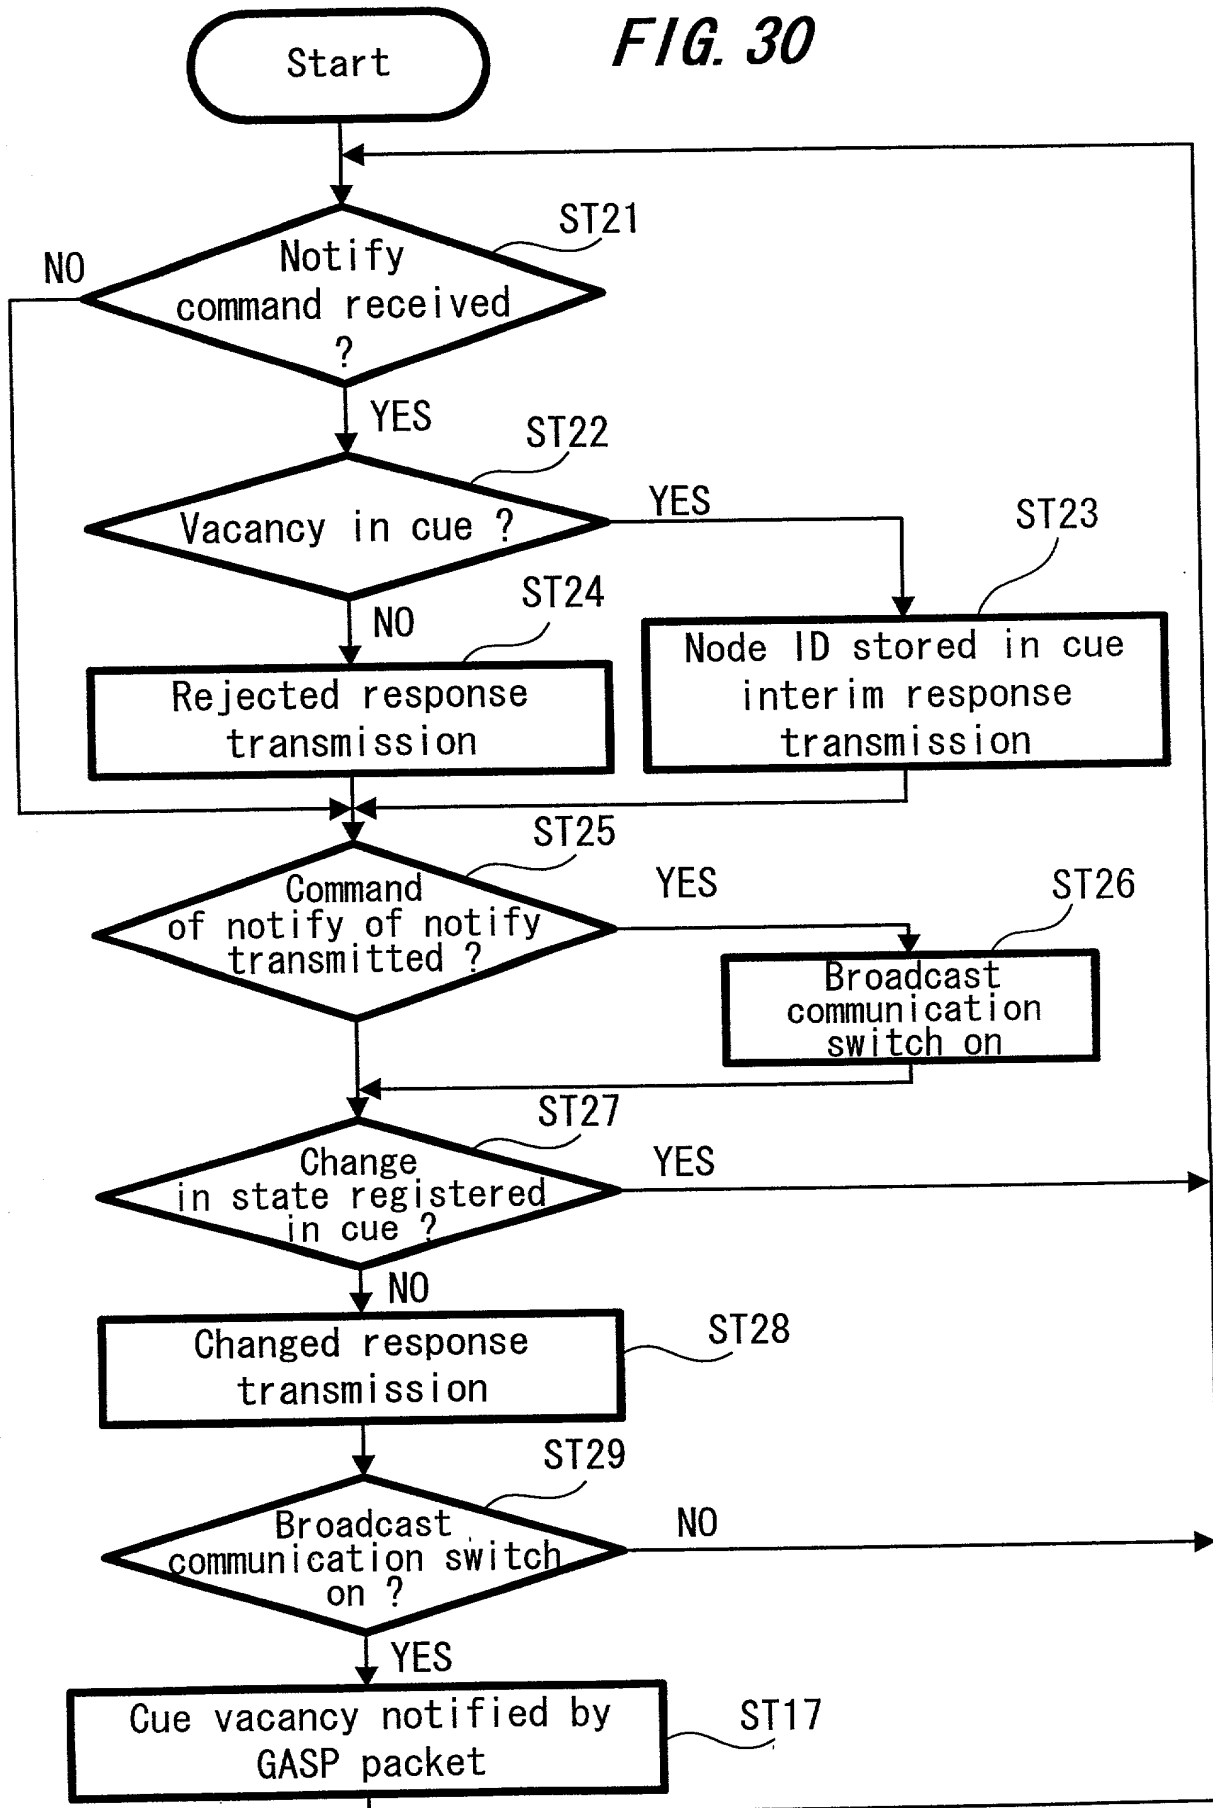 FIG. 30
Start
ST21
NO
Notify
command received
?
YES
ST22
Vacancy in cue ?
YES
ST23
NO
ST24
Node ID stored in cue
interim response
transmission
Rejected response
transmission
ST25
Command
of notify of notify
transmitted ?
YES
ST26
Broadcast
communication
switch on
ST27
Change
in state registered
in cue ?
YES
NO
Changed response
transmission
ST28
ST29
Broadcast
communication switch
on ?
NO
YES
Cue vacancy notified by
GASP packet
ST17